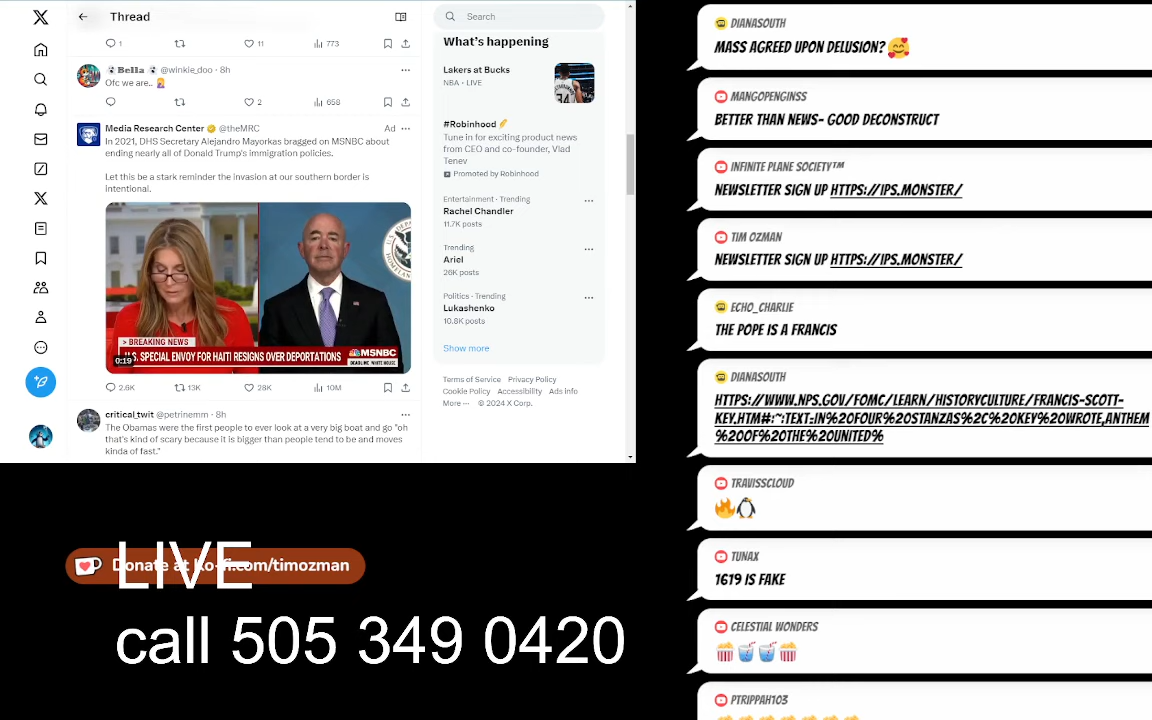 Thread
1 11 773
Bella @winkie_doo · 8h
Ofc we are..
2 658
Media Research Center @theMRC Ad
In 2021, DHS Secretary Alejandro Mayorkas bragged on MSNBC about
ending nearly all of Donald Trump's immigration policies.
Let this be a stark reminder the invasion at our southern border is
intentional.
> BREAKING NEWS
U.S. SPECIAL ENVOY FOR HAITI RESIGNS OVER DEPORTATIONS
MSNBC
DEADLINE WHITE HOUSE
0:19
2.6K 13K 28K 10M
critical_twit @petrinemm · 8h
The Obamas were the first people to ever look at a very big boat and go "oh
that's kind of scary because it is bigger than people tend to be and moves
kinda of fast."
Search
What's happening
Lakers at Bucks
NBA · LIVE
34
#Robinhood
Tune in for exciting product news
from CEO and co-founder, Vlad
Tenev
Promoted by Robinhood
Entertainment · Trending
Rachel Chandler
11.7K posts
Trending
Ariel
26K posts
Politics · Trending
Lukashenko
10.8K posts
Show more
Terms of Service Privacy Policy
Cookie Policy Accessibility Ads info
More ··· © 2024 X Corp.
Donate at ko-fi.com/timozman
LIVE
call 505 349 0420
DIANASOUTH
MASS AGREED UPON DELUSION?
MANGOPENGINSS
BETTER THAN NEWS- GOOD DECONSTRUCT
INFINITE PLANE SOCIETY™
NEWSLETTER SIGN UP HTTPS://IPS.MONSTER/
TIM OZMAN
NEWSLETTER SIGN UP HTTPS://IPS.MONSTER/
ECHO_CHARLIE
THE POPE IS A FRANCIS
DIANASOUTH
HTTPS://WWW.NPS.GOV/FOMC/LEARN/HISTORYCULTURE/FRANCIS-SCOTT-
KEY.HTM#:~:TEXT=IN%20FOUR%20STANZAS%2C%20KEY%20WROTE,ANTHEM
%20OF%20THE%20UNITED%
TRAVISSCLOUD
TUNAX
1619 IS FAKE
CELESTIAL WONDERS
PTRIPPAH103